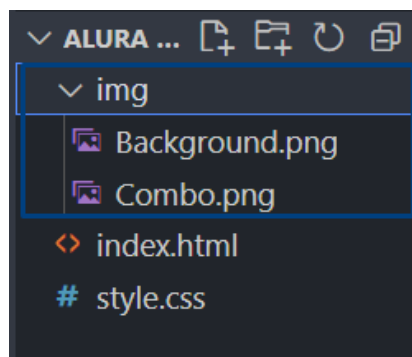 ALURA ...
img
Background.png
Combo.png
index.html
# style.css